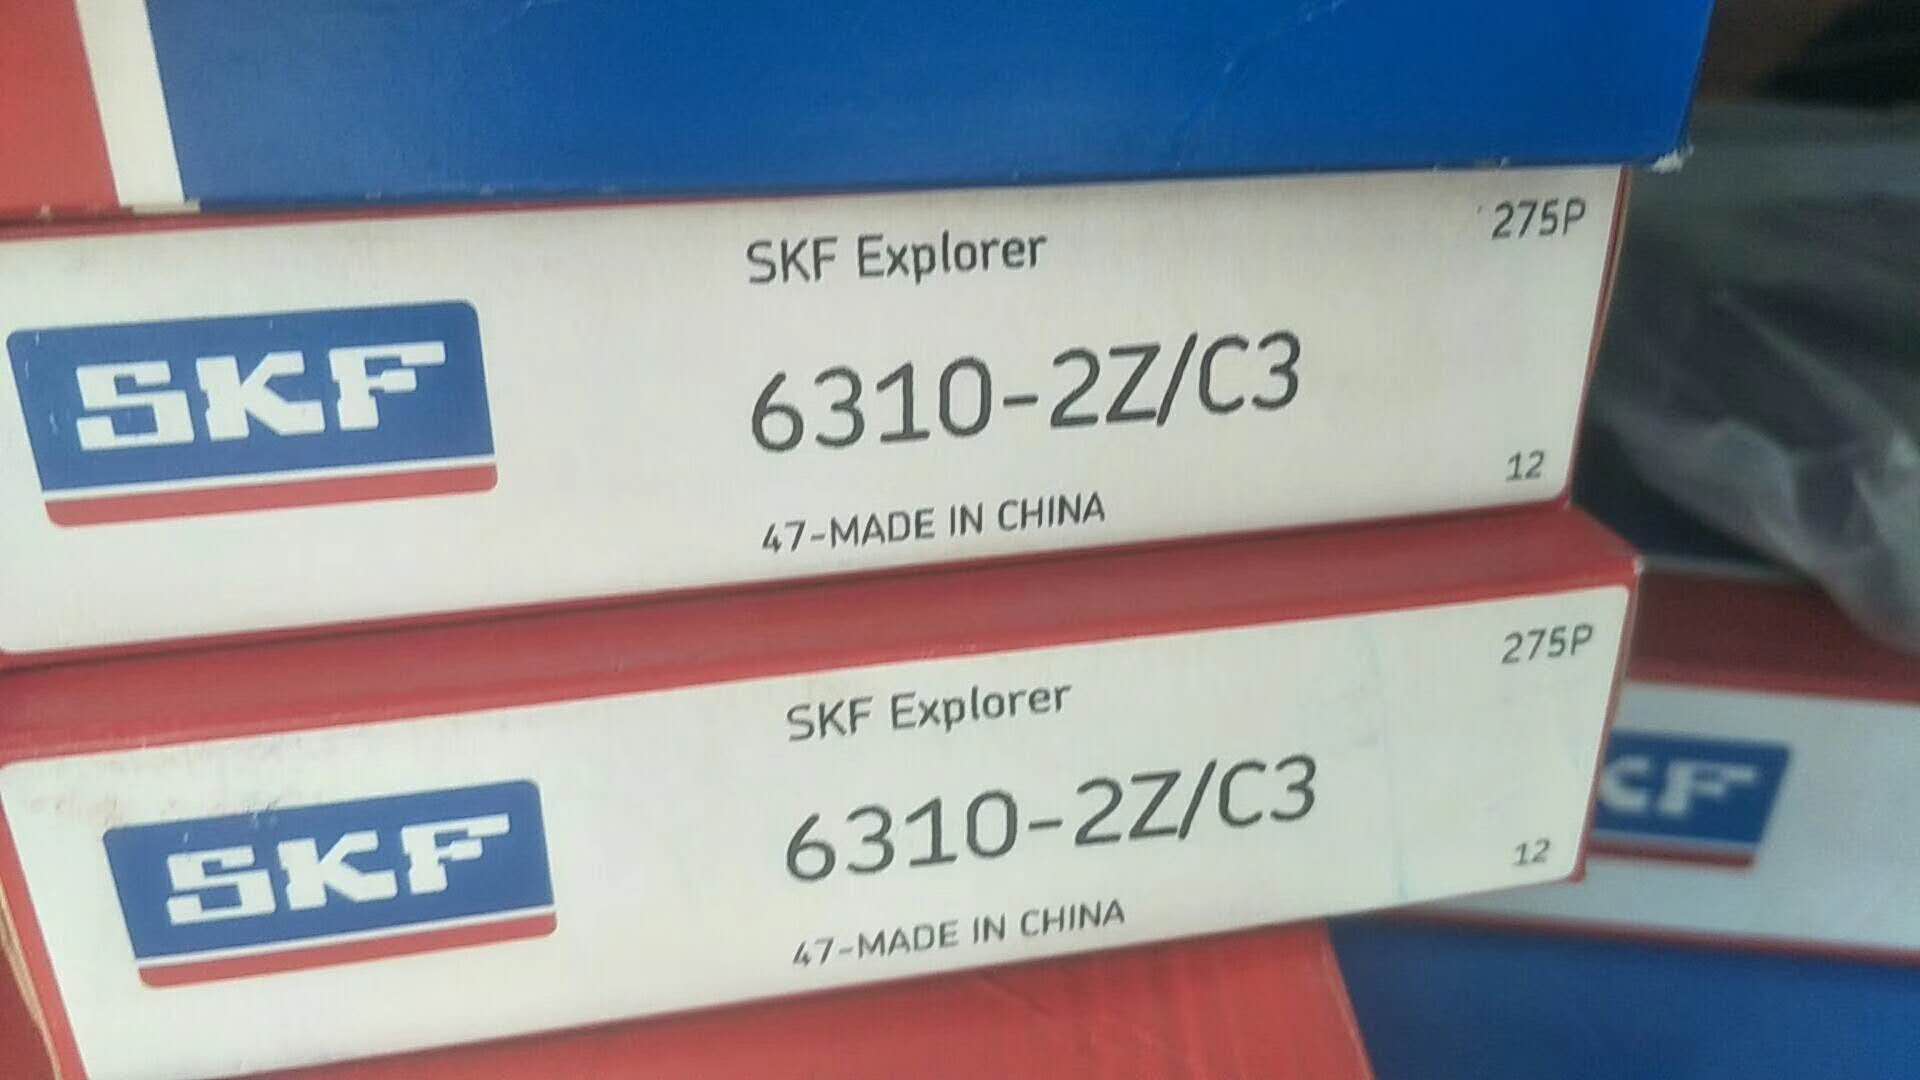 SKF Explorer
275P
SKF
6310-2Z/C3
12
47-MADE IN CHINA
SKF Explorer
275P
SKF
6310-2Z/C3
12
47-MADE IN CHINA
KF